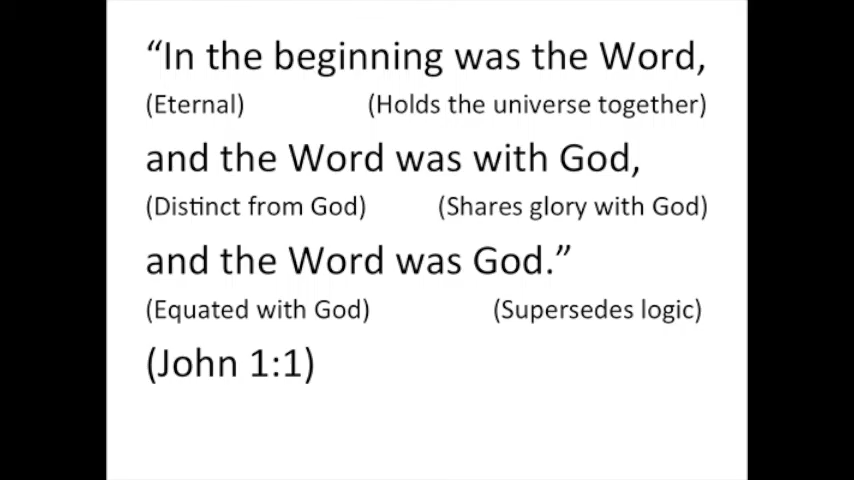 “In the beginning was the Word,
(Eternal) (Holds the universe together)
and the Word was with God,
(Distinct from God) (Shares glory with God)
and the Word was God.”
(Equated with God) (Supersedes logic)
(John 1:1)